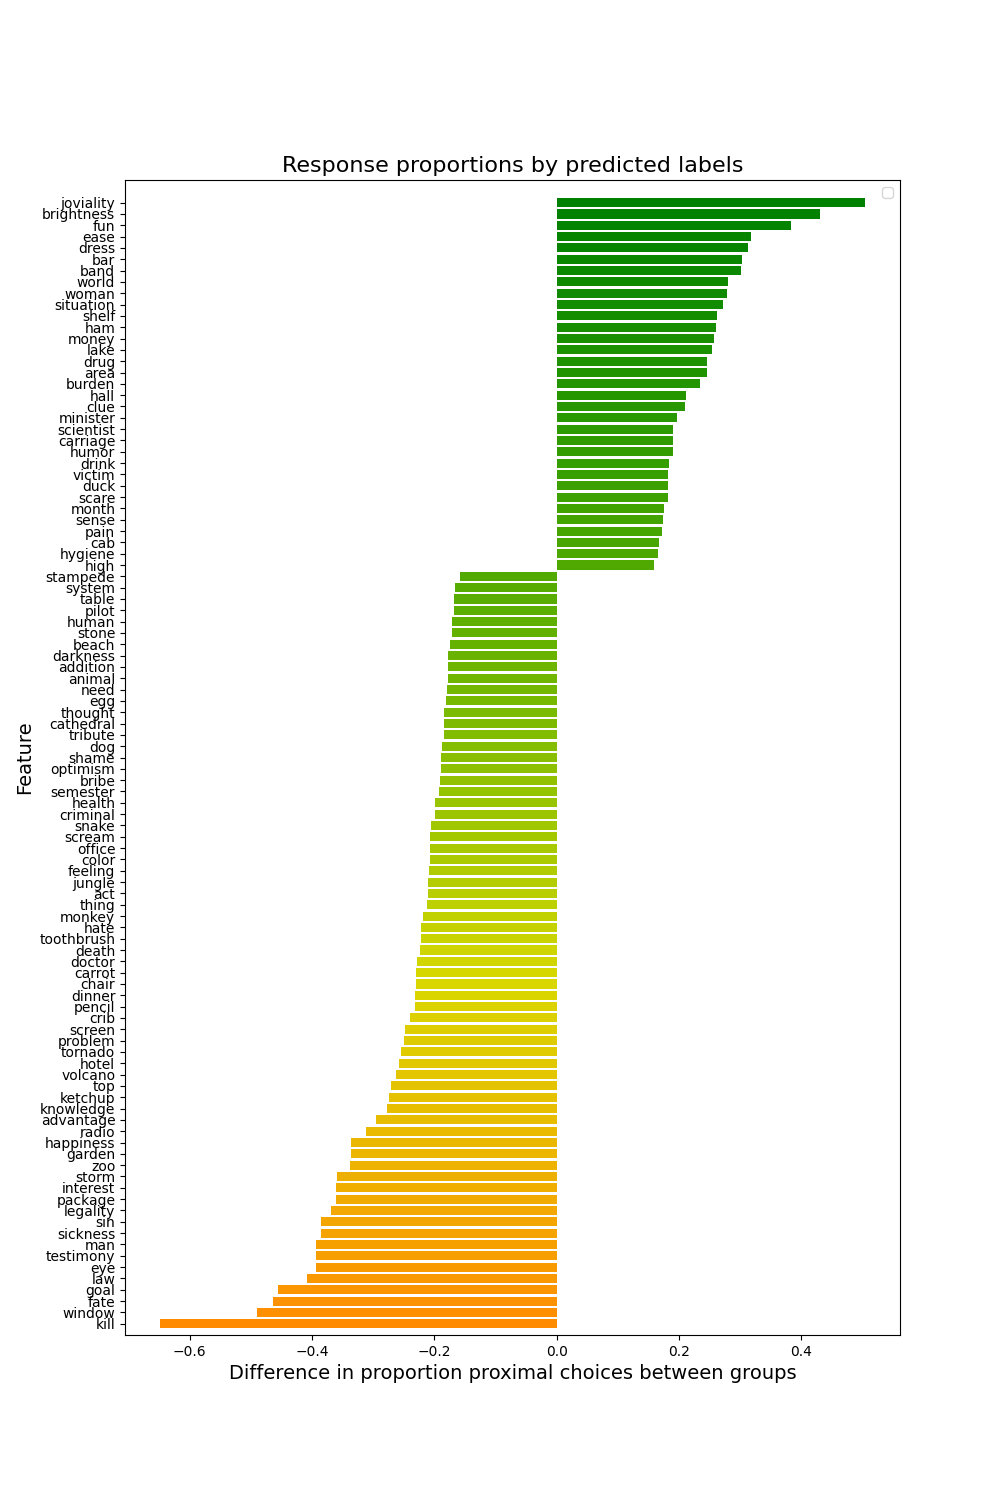 Response proportions by predicted labels
joviality
brightness
fun
ease
dress
bar
band
world
woman
situation
shelf
ham
money
lake
drug
area
burden
hall
clue
minister
scientist
carriage
humor
drink
victim
duck
scare
month
sense
pain
cab
hygiene
high
stampede
system
table
pilot
human
stone
beach
darkness
addition
animal
need
egg
thought
cathedral
tribute
dog
shame
optimism
bribe
semester
health
criminal
snake
scream
office
color
feeling
jungle
act
thing
monkey
hate
toothbrush
death
doctor
carrot
chair
dinner
pencil
crib
screen
problem
tornado
hotel
volcano
top
ketchup
knowledge
advantage
radio
happiness
garden
zoo
storm
interest
package
legality
sin
sickness
man
testimony
eye
law
goal
fate
window
kill
Feature
−0.6 −0.4 −0.2 0.0 0.2 0.4
Difference in proportion proximal choices between groups